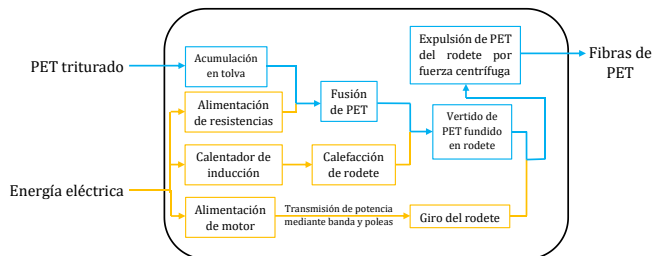 PET triturado
Acumulación
en tolva
Alimentación
de resistencias
Fusión
de PET
Expulsión de PET
del rodete por
fuerza centrífuga
Fibras de
PET
Vertido de
PET fundido
en rodete
Calentador de
inducción
Calefacción
de rodete
Energía eléctrica
Alimentación
de motor
Transmisión de potencia
mediante banda y poleas
Giro del rodete